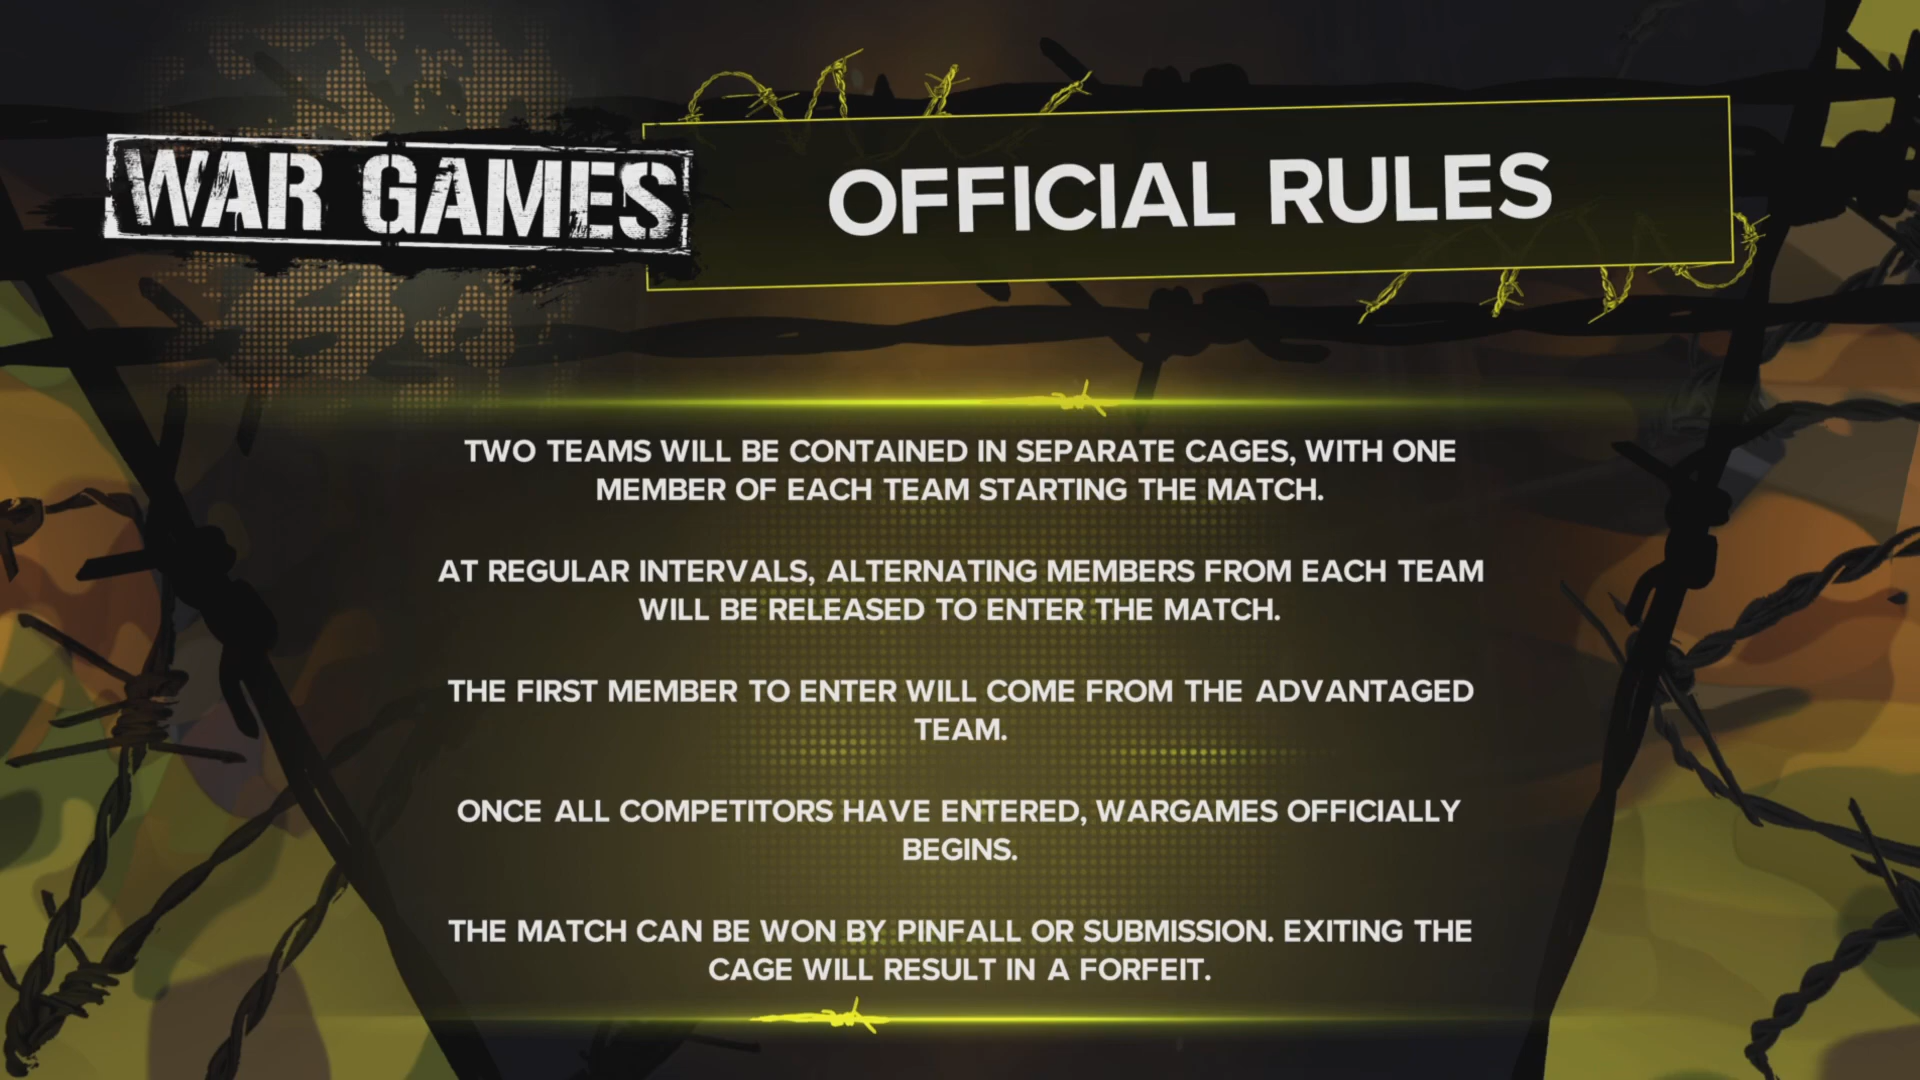 WAR GAMES
OFFICIAL RULES
TWO TEAMS WILL BE CONTAINED IN SEPARATE CAGES, WITH ONE
MEMBER OF EACH TEAM STARTING THE MATCH.
AT REGULAR INTERVALS, ALTERNATING MEMBERS FROM EACH TEAM
WILL BE RELEASED TO ENTER THE MATCH.
THE FIRST MEMBER TO ENTER WILL COME FROM THE ADVANTAGED
TEAM.
ONCE ALL COMPETITORS HAVE ENTERED, WARGAMES OFFICIALLY
BEGINS.
THE MATCH CAN BE WON BY PINFALL OR SUBMISSION. EXITING THE
CAGE WILL RESULT IN A FORFEIT.